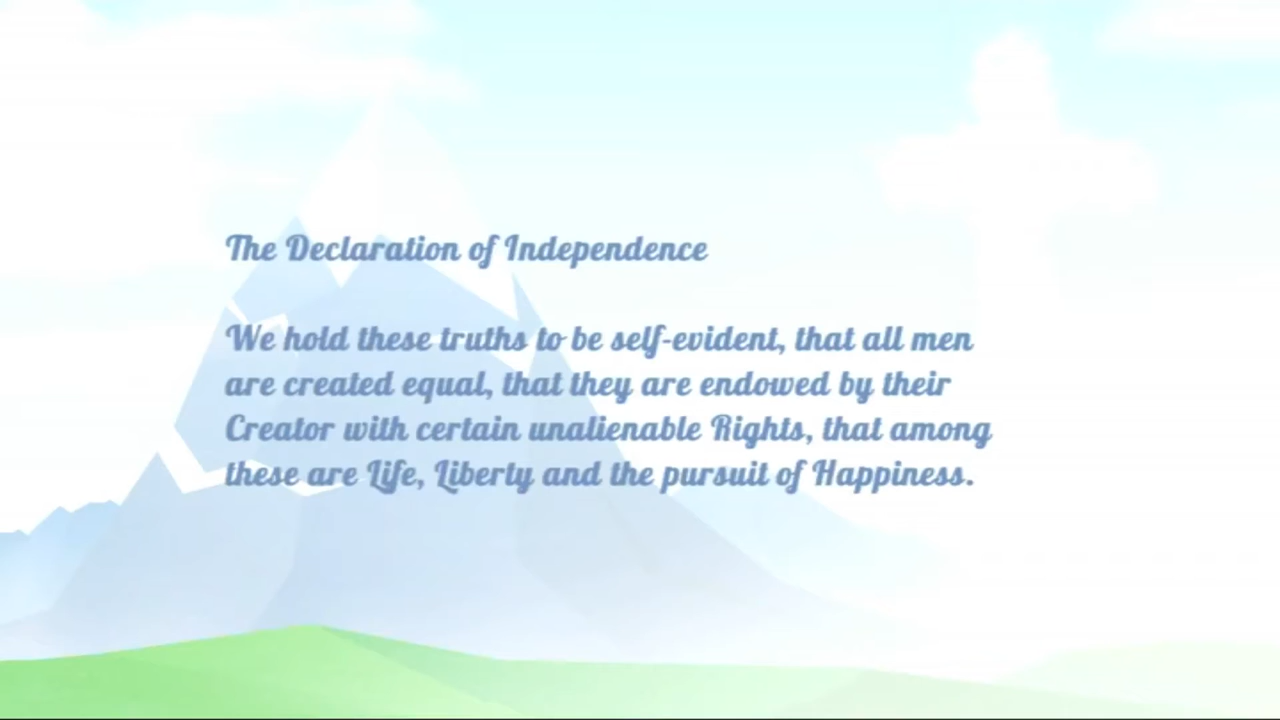 The Declaration of Independence
We hold these truths to be self-evident, that all men
are created equal, that they are endowed by their
Creator with certain unalienable Rights, that among
these are Life, Liberty and the pursuit of Happiness.